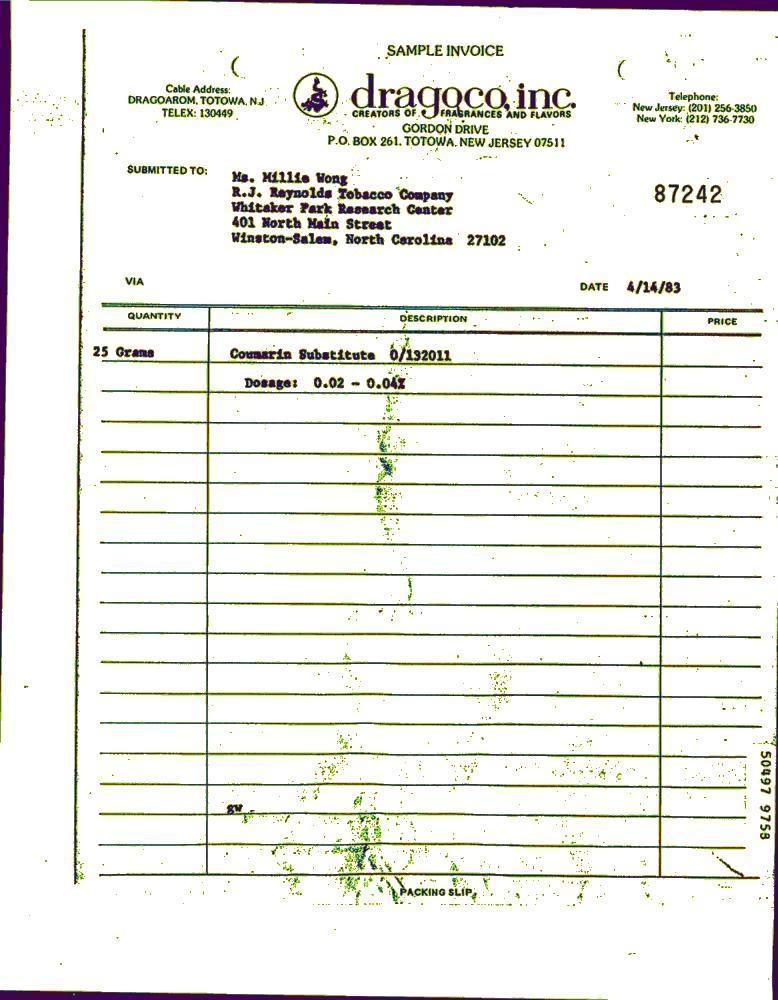 SAMPLE INVOICE
Cable Address:
DRAGOAROM, TOTOWA, N.J.
TELEX: 130449
dragoco, inc.
CREATORS OF FRAGRANCES AND FLAVORS
GORDON DRIVE
P.O. BOX 261, TOTOWA, NEW JERSEY 07511
Telephone:
New Jersey: (201) 256-3850
New York: (212) 736-7730
SUBMITTED TO:
Ms. Millie Wong
R.J. Reynolds Tobacco Company
Whitaker Park Research Center
401 North Main Street
Winston-Salem, North Carolina 27102
87242
VIA
DATE 4/14/83
QUANTITY DESCRIPTION PRICE
25 Grams Coumarin Substitute 0/132011
Dosage: 0.02 - 0.04%
gw
PACKING SLIP
50497 9758